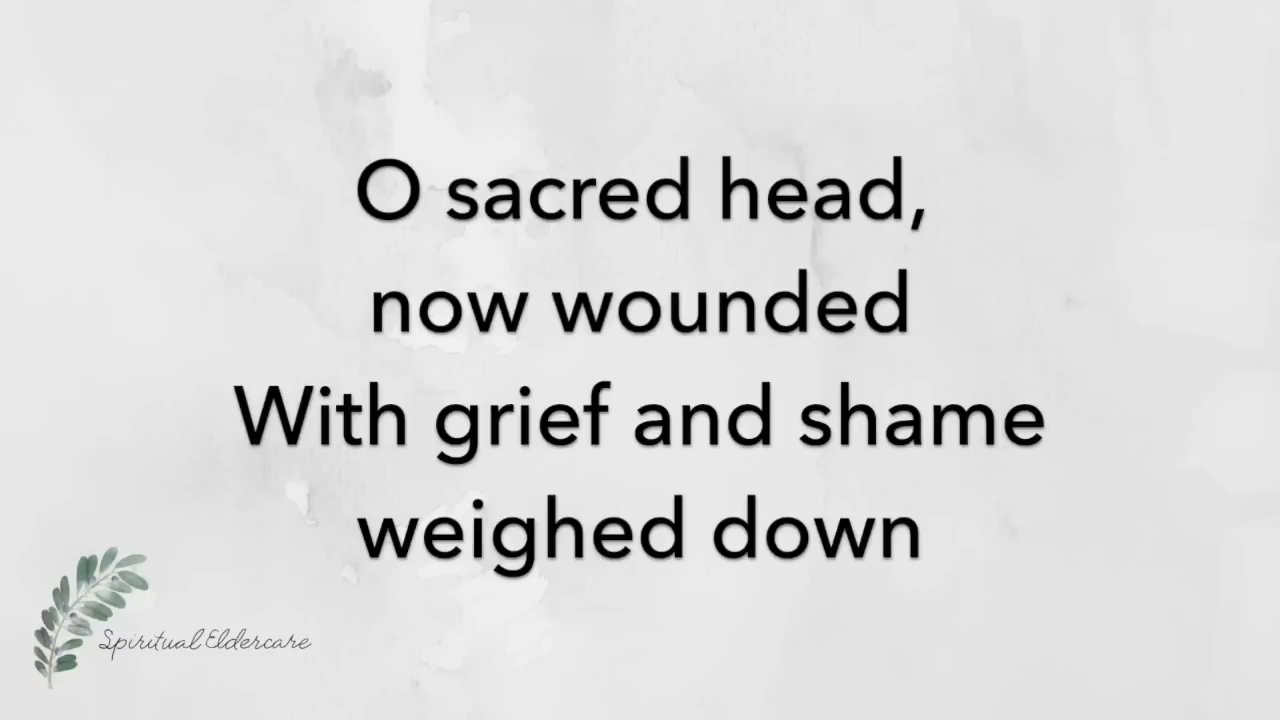 O sacred head,
now wounded
With grief and shame
weighed down
Spiritual Eldercare